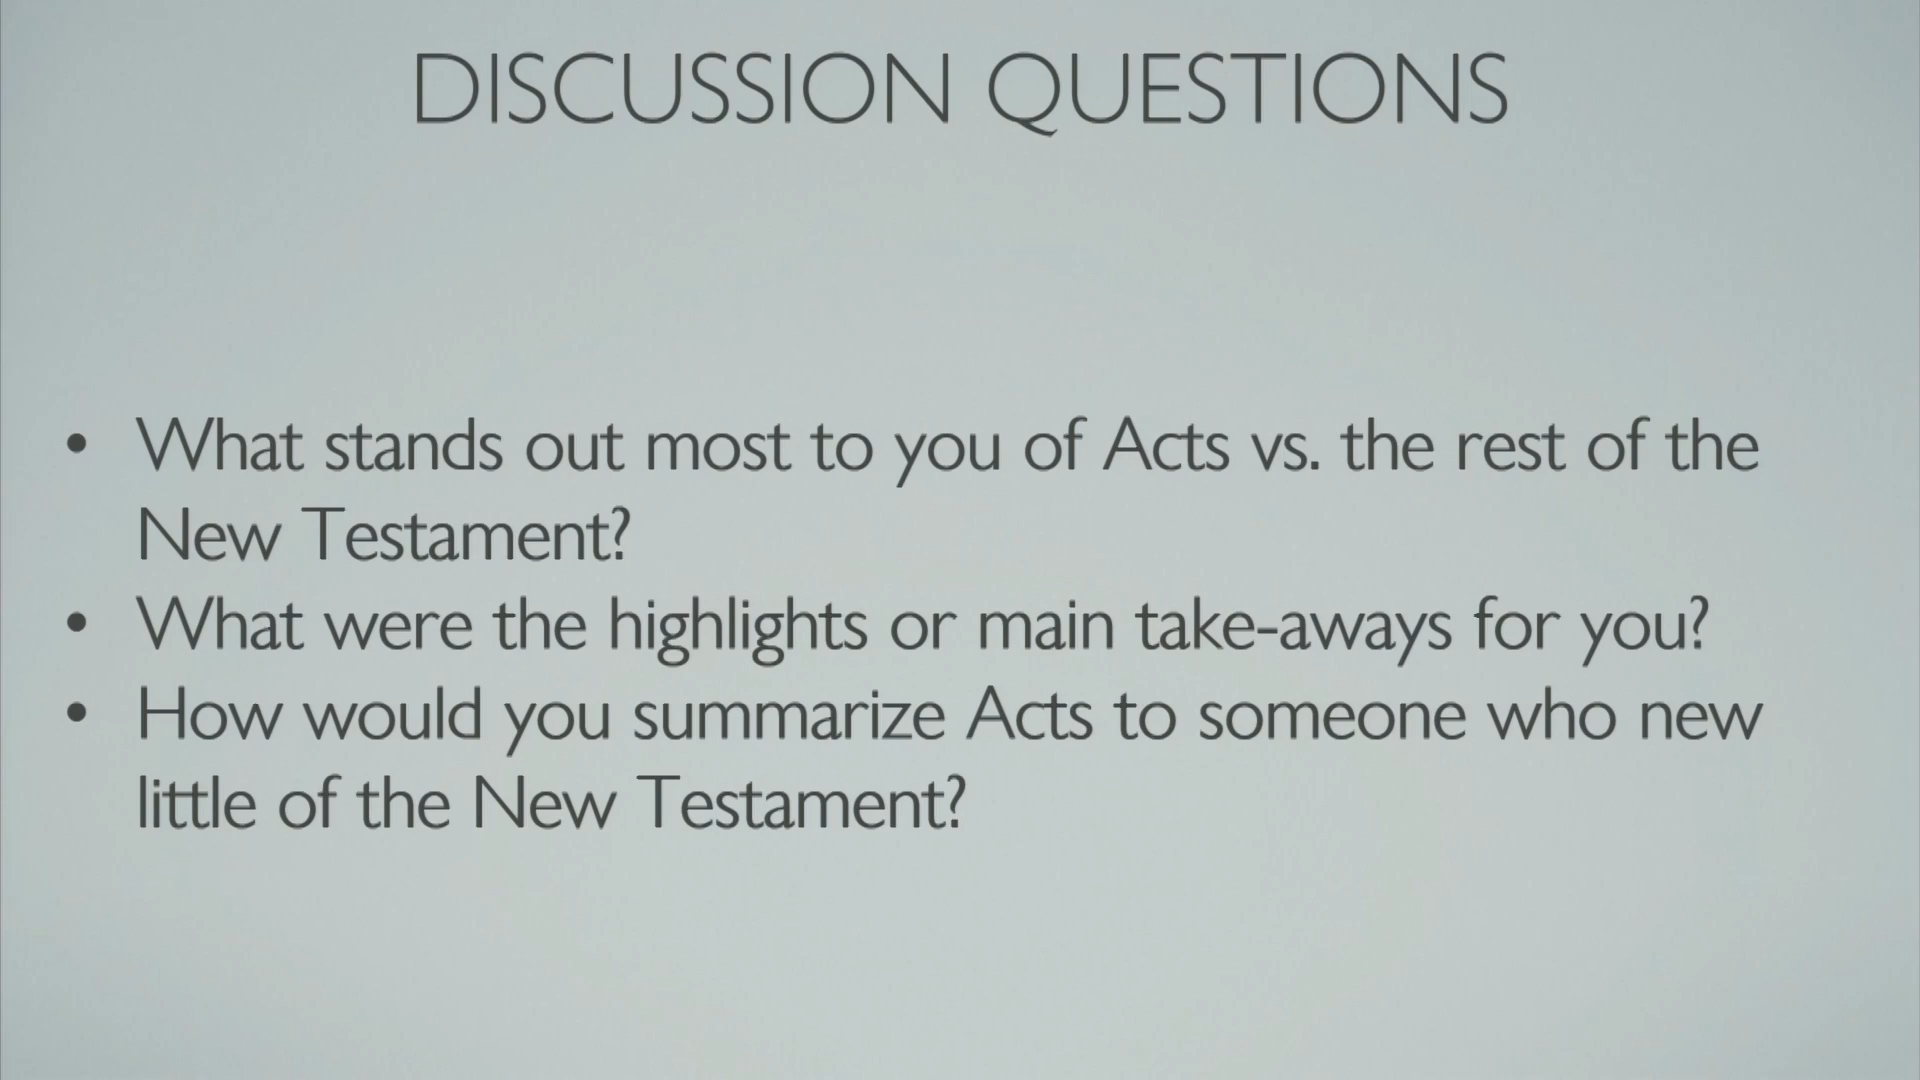 DISCUSSION QUESTIONS
• What stands out most to you of Acts vs. the rest of the
New Testament?
• What were the highlights or main take-aways for you?
• How would you summarize Acts to someone who new
little of the New Testament?